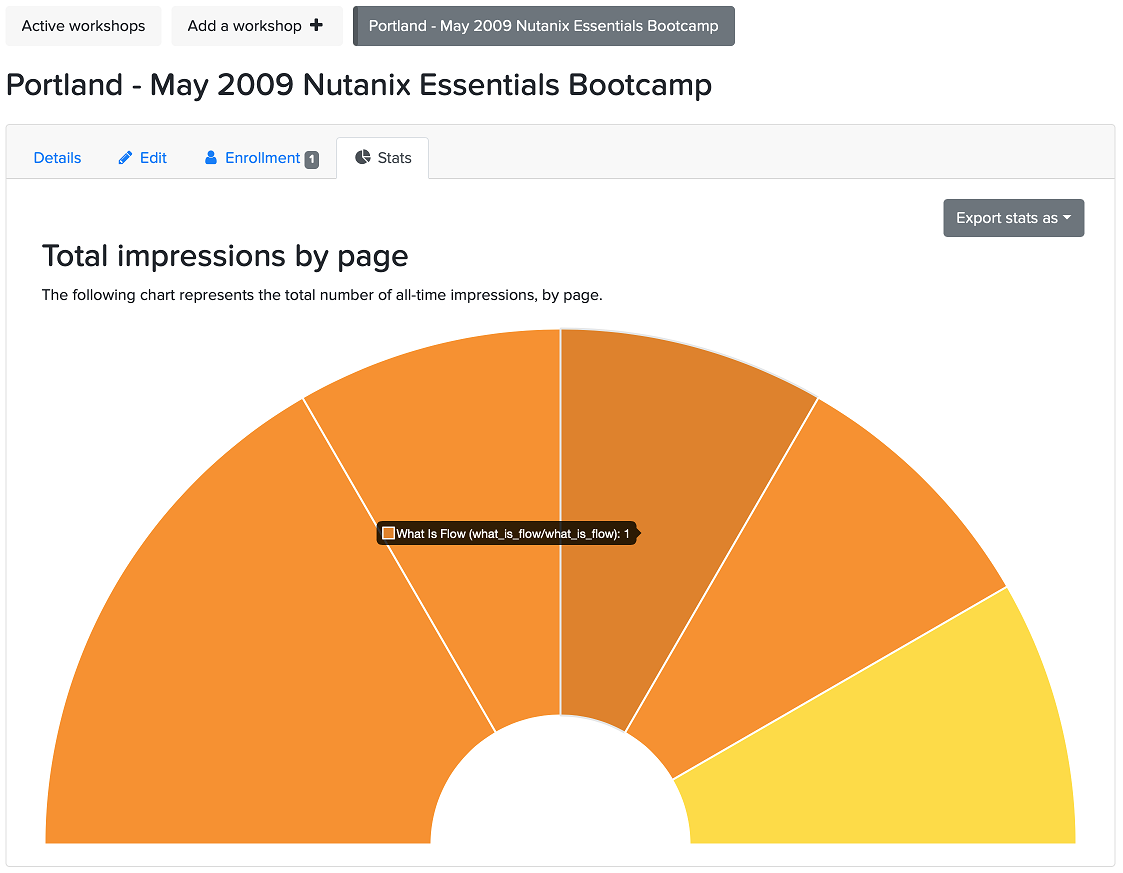 Active workshops
Add a workshop
Portland - May 2009 Nutanix Essentials Bootcamp
Portland - May 2009 Nutanix Essentials Bootcamp
Details
Edit
Enrollment 1
Stats
Export stats as
Total impressions by page
The following chart represents the total number of all-time impressions, by page.
What Is Flow (what_is_flow/what_is_flow): 1